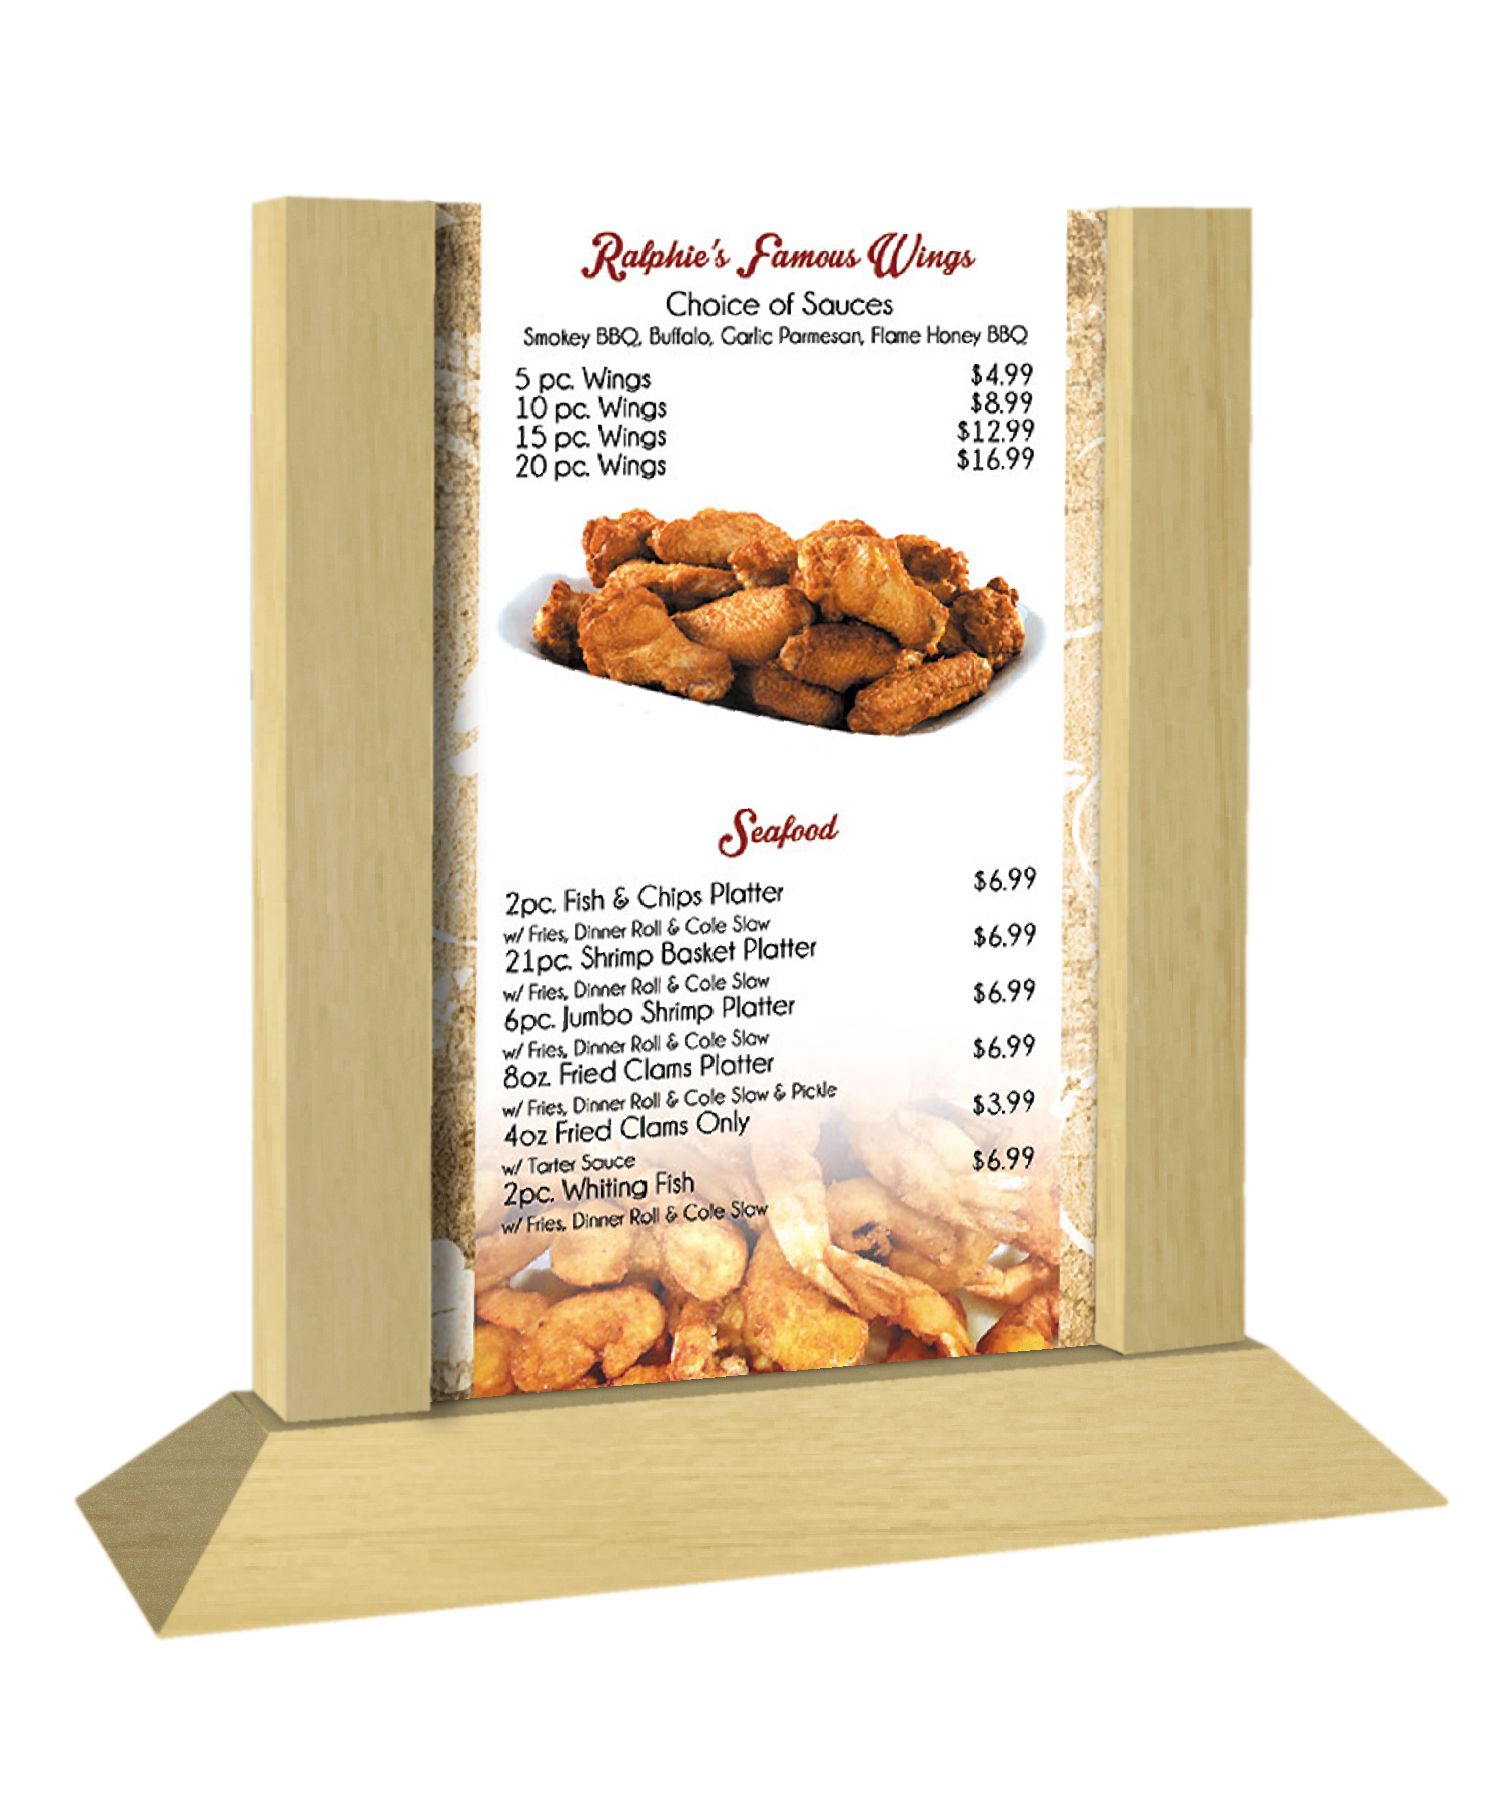 Ralphie's Famous Wings
Choice of Sauces
Smokey BBQ, Buffalo, Garlic Parmesan, Flame Honey BBQ
5 pc. Wings $4.99
10 pc. Wings $8.99
15 pc. Wings $12.99
20 pc. Wings $16.99
Seafood
2pc. Fish & Chips Platter $6.99
w/ Fries, Dinner Roll & Cole Slaw
21pc. Shrimp Basket Platter $6.99
w/ Fries, Dinner Roll & Cole Slaw
6pc. Jumbo Shrimp Platter $6.99
w/ Fries, Dinner Roll & Cole Slaw
8oz. Fried Clams Platter $6.99
w/ Fries, Dinner Roll & Cole Slaw & Pickle
4oz Fried Clams Only $3.99
w/ Tarter Sauce
2pc. Whiting Fish $6.99
w/ Fries, Dinner Roll & Cole Slaw